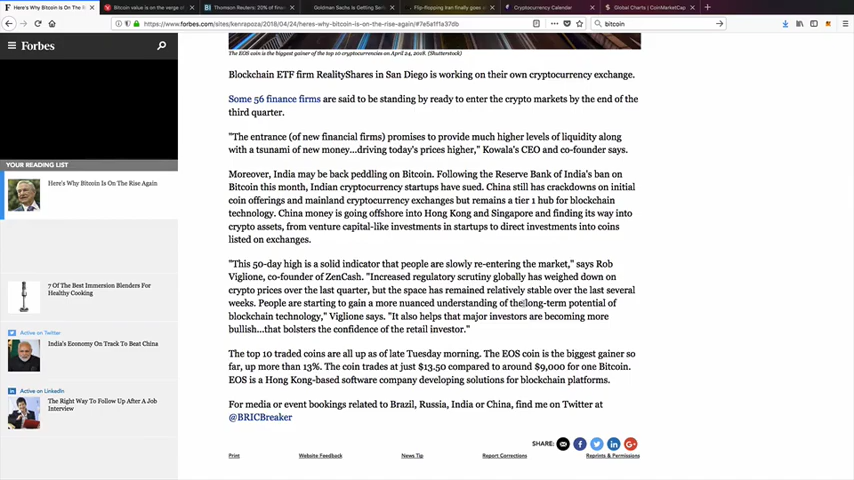 Here's Why Bitcoin Is On The R
Bitcoin value is on the verge of
Thomson Reuters: 20% of finan
Goldman Sachs Is Getting Seri
Flip-flopping Iran finally goes
Cryptocurrency Calendar
Global Charts | CoinMarketCap
https://www.forbes.com/sites/kenrapoza/2018/04/24/heres-why-bitcoin-is-on-the-rise-again/#7e5a1f1a37db
bitcoin
Forbes
The EOS coin is the biggest gainer of the top 10 cryptocurrencies on April 24, 2018. (Shutterstock)
Blockchain ETF firm RealityShares in San Diego is working on their own cryptocurrency exchange.
Some 56 finance firms are said to be standing by ready to enter the crypto markets by the end of the
third quarter.
"The entrance (of new financial firms) promises to provide much higher levels of liquidity along
with a tsunami of new money...driving today's prices higher," Kowala's CEO and co-founder says.
Moreover, India may be back peddling on Bitcoin. Following the Reserve Bank of India's ban on
Bitcoin this month, Indian cryptocurrency startups have sued. China still has crackdowns on initial
coin offerings and mainland cryptocurrency exchanges but remains a tier 1 hub for blockchain
technology. China money is going offshore into Hong Kong and Singapore and finding its way into
crypto assets, from venture capital-like investments in startups to direct investments into coins
listed on exchanges.
"This 50-day high is a solid indicator that people are slowly re-entering the market," says Rob
Viglione, co-founder of ZenCash. "Increased regulatory scrutiny globally has weighed down on
crypto prices over the last quarter, but the space has remained relatively stable over the last several
weeks. People are starting to gain a more nuanced understanding of the long-term potential of
blockchain technology," Viglione says. "It also helps that major investors are becoming more
bullish...that bolsters the confidence of the retail investor."
The top 10 traded coins are all up as of late Tuesday morning. The EOS coin is the biggest gainer so
far, up more than 13%. The coin trades at just $13.50 compared to around $9,000 for one Bitcoin.
EOS is a Hong Kong-based software company developing solutions for blockchain platforms.
For media or event bookings related to Brazil, Russia, India or China, find me on Twitter at
@BRICBreaker
SHARE:
Print
Website Feedback
News Tip
Report Corrections
Reprints & Permissions
YOUR READING LIST
Here's Why Bitcoin Is On The Rise Again
7 Of The Best Immersion Blenders For
Healthy Cooking
Active on Twitter
India's Economy On Track To Beat China
Active on LinkedIn
The Right Way To Follow Up After A Job
Interview